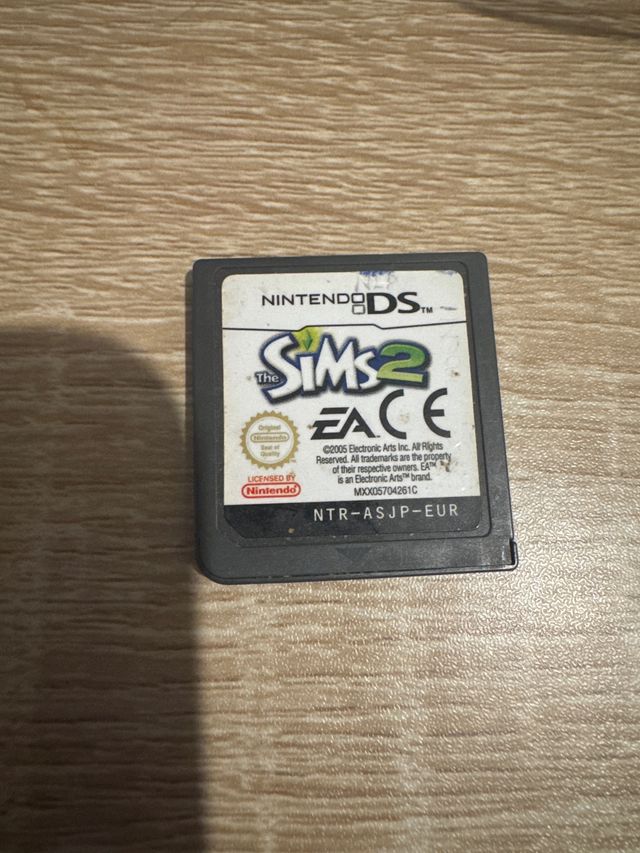 NINTENDO DS™
The SiMS 2
EA CE
Original
Nintendo
Seal of
Quality
LICENSED BY
Nintendo
©2005 Electronic Arts Inc. All Rights
Reserved. All trademarks are the property
of their respective owners. EA™
is an Electronic Arts™ brand.
MXX05704261C
NTR-ASJP-EUR